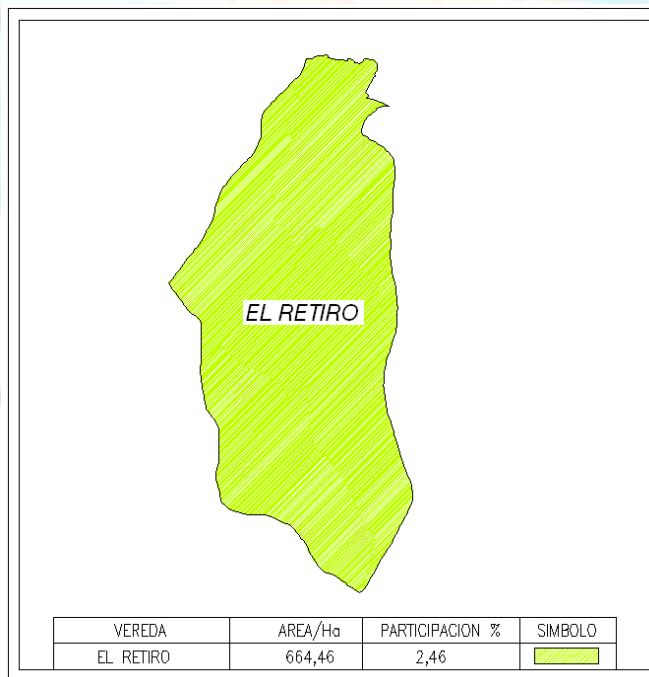 EL RETIRO
VEREDA AREA/Ha PARTICIPACION % SIMBOLO
EL RETIRO 664,46 2,46